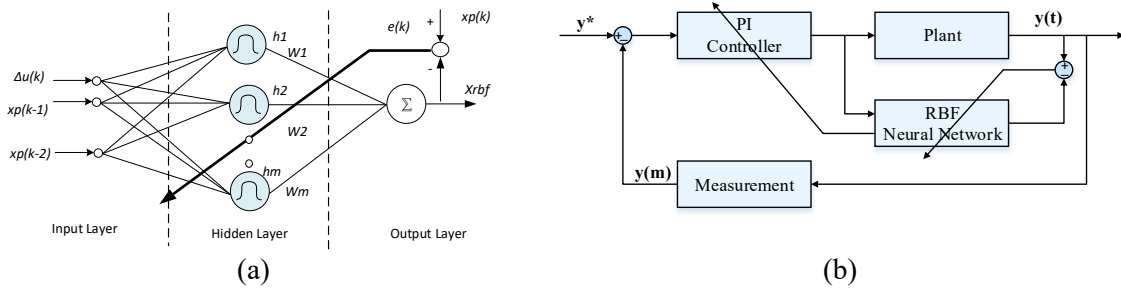 xp(k)
+
e(k)
h1
W1
Δu(k)
-
h2
Xrbf
xp(k-1)
Σ
W2
xp(k-2)
hm
Wm
Input Layer
Hidden Layer
Output Layer
(a)
y*
+
-
PI
Controller
Plant
y(t)
-
+
RBF
Neural Network
y(m)
Measurement
(b)